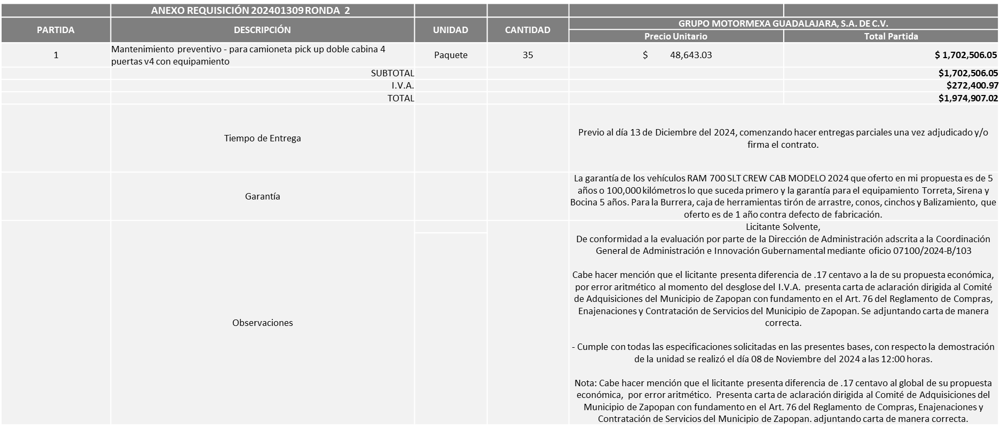 ANEXO REQUISICIÓN 202401309 RONDA 2
PARTIDA DESCRIPCIÓN UNIDAD CANTIDAD GRUPO MOTORMEXA GUADALAJARA, S.A. DE C.V.
Precio Unitario Total Partida
1 Mantenimiento preventivo - para camioneta pick up doble cabina 4
puertas v4 con equipamiento Paquete 35 $ 48,643.03 $ 1,702,506.05
SUBTOTAL $1,702,506.05
I.V.A. $272,400.97
TOTAL $1,974,907.02
Tiempo de Entrega
Previo al día 13 de Diciembre del 2024, comenzando hacer entregas parciales una vez adjudicado y/o
firma el contrato.
Garantía
La garantía de los vehículos RAM 700 SLT CREW CAB MODELO 2024 que oferto en mi propuesta es de 5
años o 100,000 kilómetros lo que suceda primero y la garantía para el equipamiento Torreta, Sirena y
Bocina 5 años. Para la Burrera, caja de herramientas tirón de arrastre, conos, cinchos y Balizamiento, que
oferto es de 1 año contra defecto de fabricación.
Observaciones
Licitante Solvente,
De conformidad a la evaluación por parte de la Dirección de Administración adscrita a la Coordinación
General de Administración e Innovación Gubernamental mediante oficio 07100/2024-B/103
Cabe hacer mención que el licitante presenta diferencia de .17 centavo a la de su propuesta económica,
por error aritmético al momento del desglose del I.V.A. presenta carta de aclaración dirigida al Comité
de Adquisiciones del Municipio de Zapopan con fundamento en el Art. 76 del Reglamento de Compras,
Enajenaciones y Contratación de Servicios del Municipio de Zapopan. Se adjuntando carta de manera
correcta.
- Cumple con todas las especificaciones solicitadas en las presentes bases, con respecto la demostración
de la unidad se realizó el día 08 de Noviembre del 2024 a las 12:00 horas.
Nota: Cabe hacer mención que el licitante presenta diferencia de .17 centavo al global de su propuesta
económica, por error aritmético. Presenta carta de aclaración dirigida al Comité de Adquisiciones del
Municipio de Zapopan con fundamento en el Art. 76 del Reglamento de Compras, Enajenaciones y
Contratación de Servicios del Municipio de Zapopan. adjuntando carta de manera correcta.